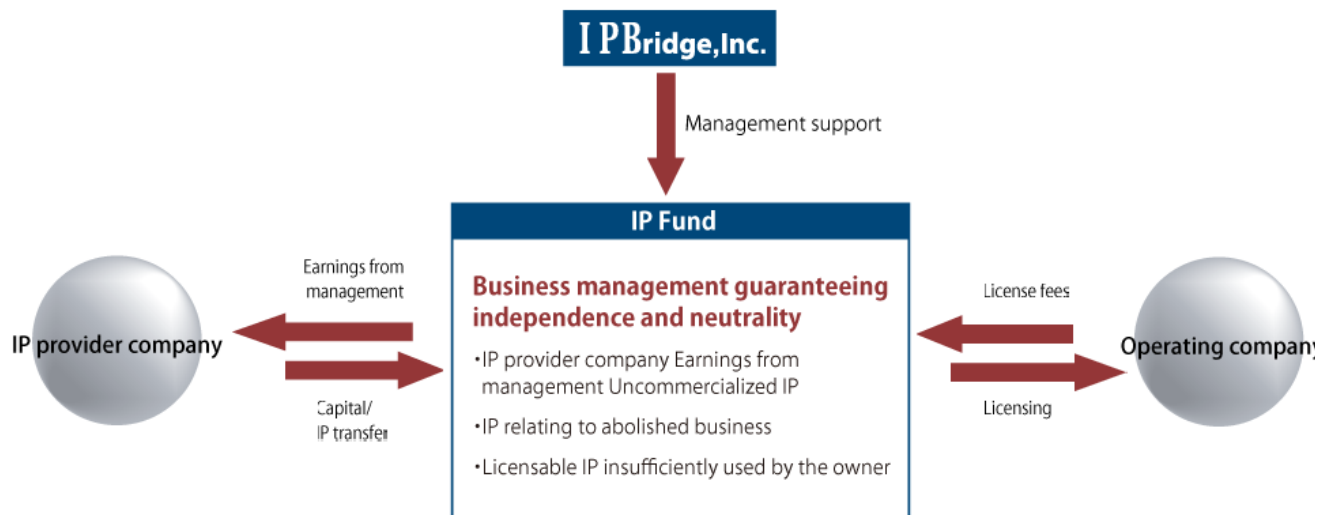 IPBridge,Inc.
Management support
IP Fund
Earnings from
management
Business management guaranteeing
independence and neutrality
License fees
IP provider company
Operating company
・IP provider company Earnings from
management Uncommercialized IP
Capital/
IP transfer
Licensing
・IP relating to abolished business
・Licensable IP insufficiently used by the owner